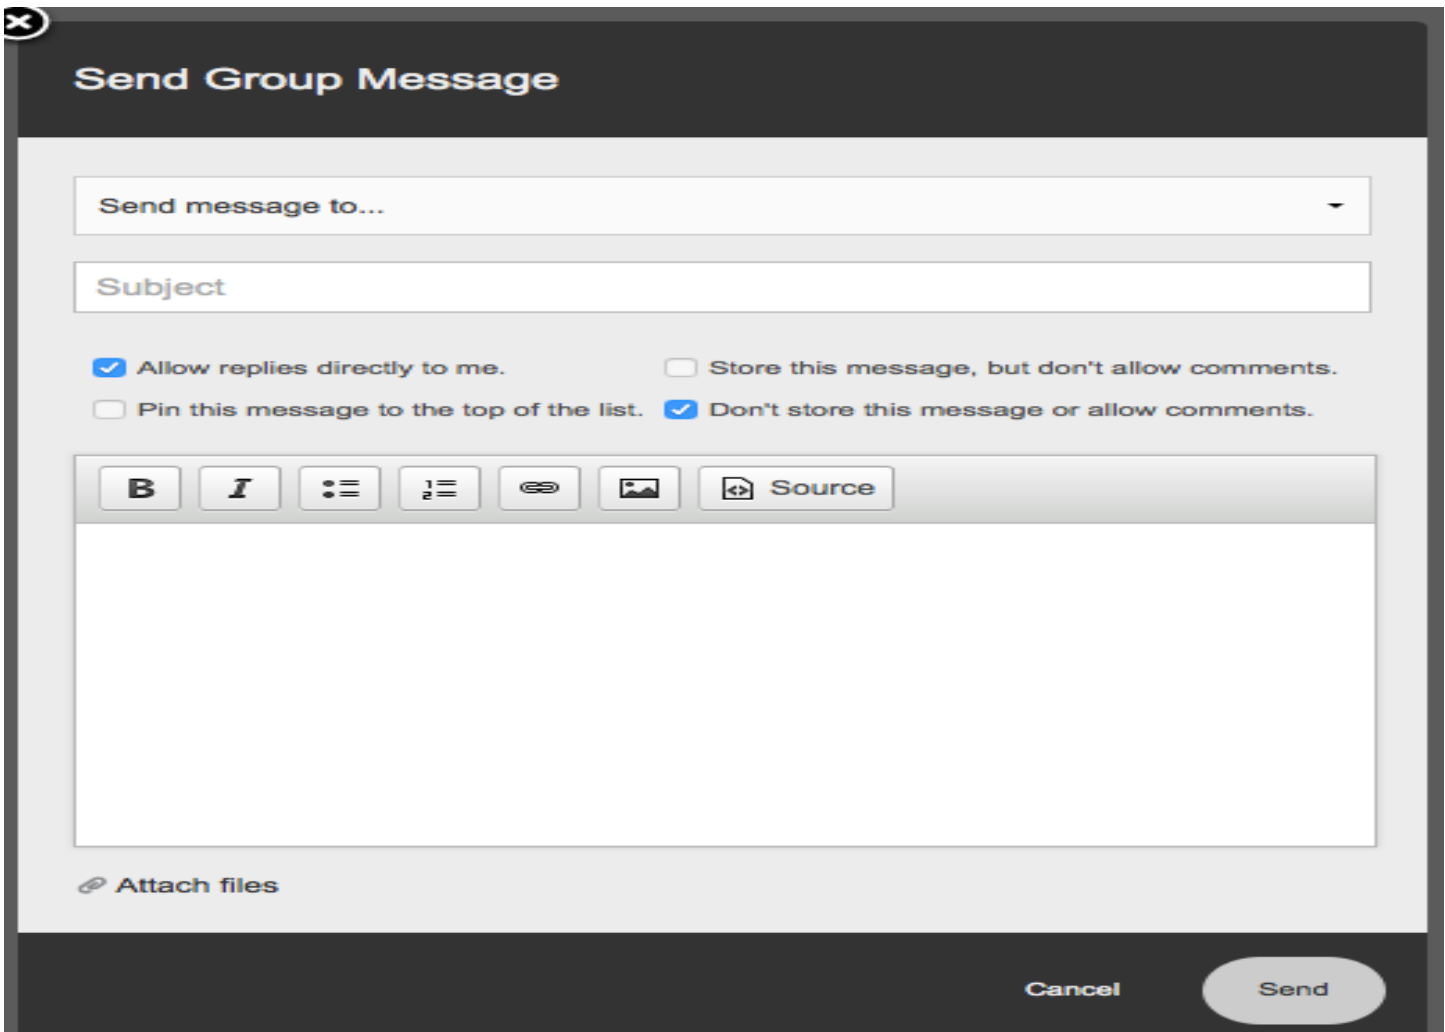 Send Group Message
Send message to...
Subject
Allow replies directly to me.
Store this message, but don't allow comments.
Pin this message to the top of the list.
Don't store this message or allow comments.
B I Source
Attach files
Cancel Send